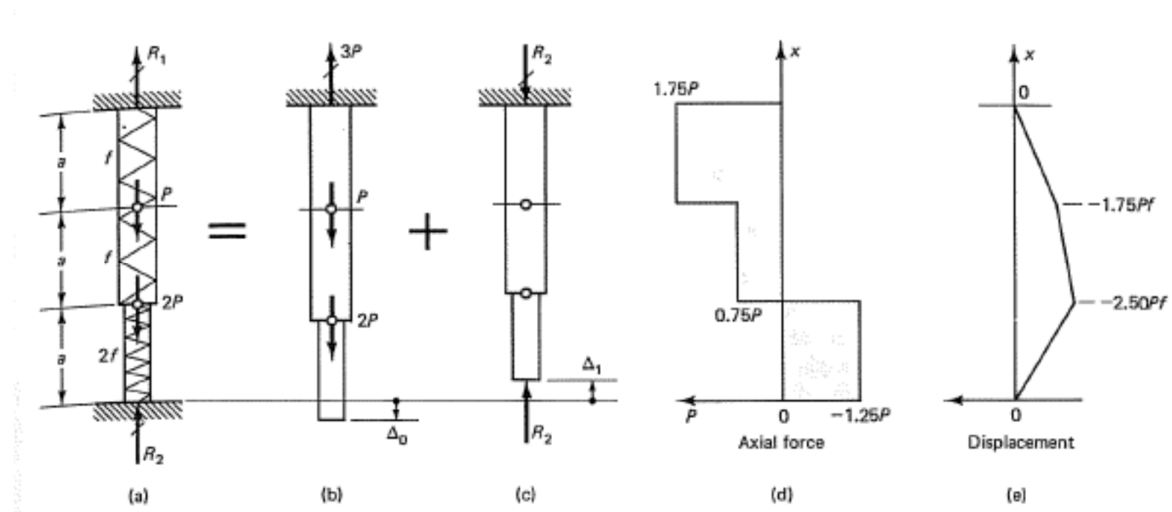 R₁
a
f
P
a
f
2P
a
2f
R₂
(a)
=
3P
P
2P
Δ₀
(b)
+
R₂
Δ₁
R₂
(c)
x
1.75P
0.75P
P
0
-1.25P
Axial force
(d)
x
0
-1.75Pf
-2.50Pf
0
Displacement
(e)